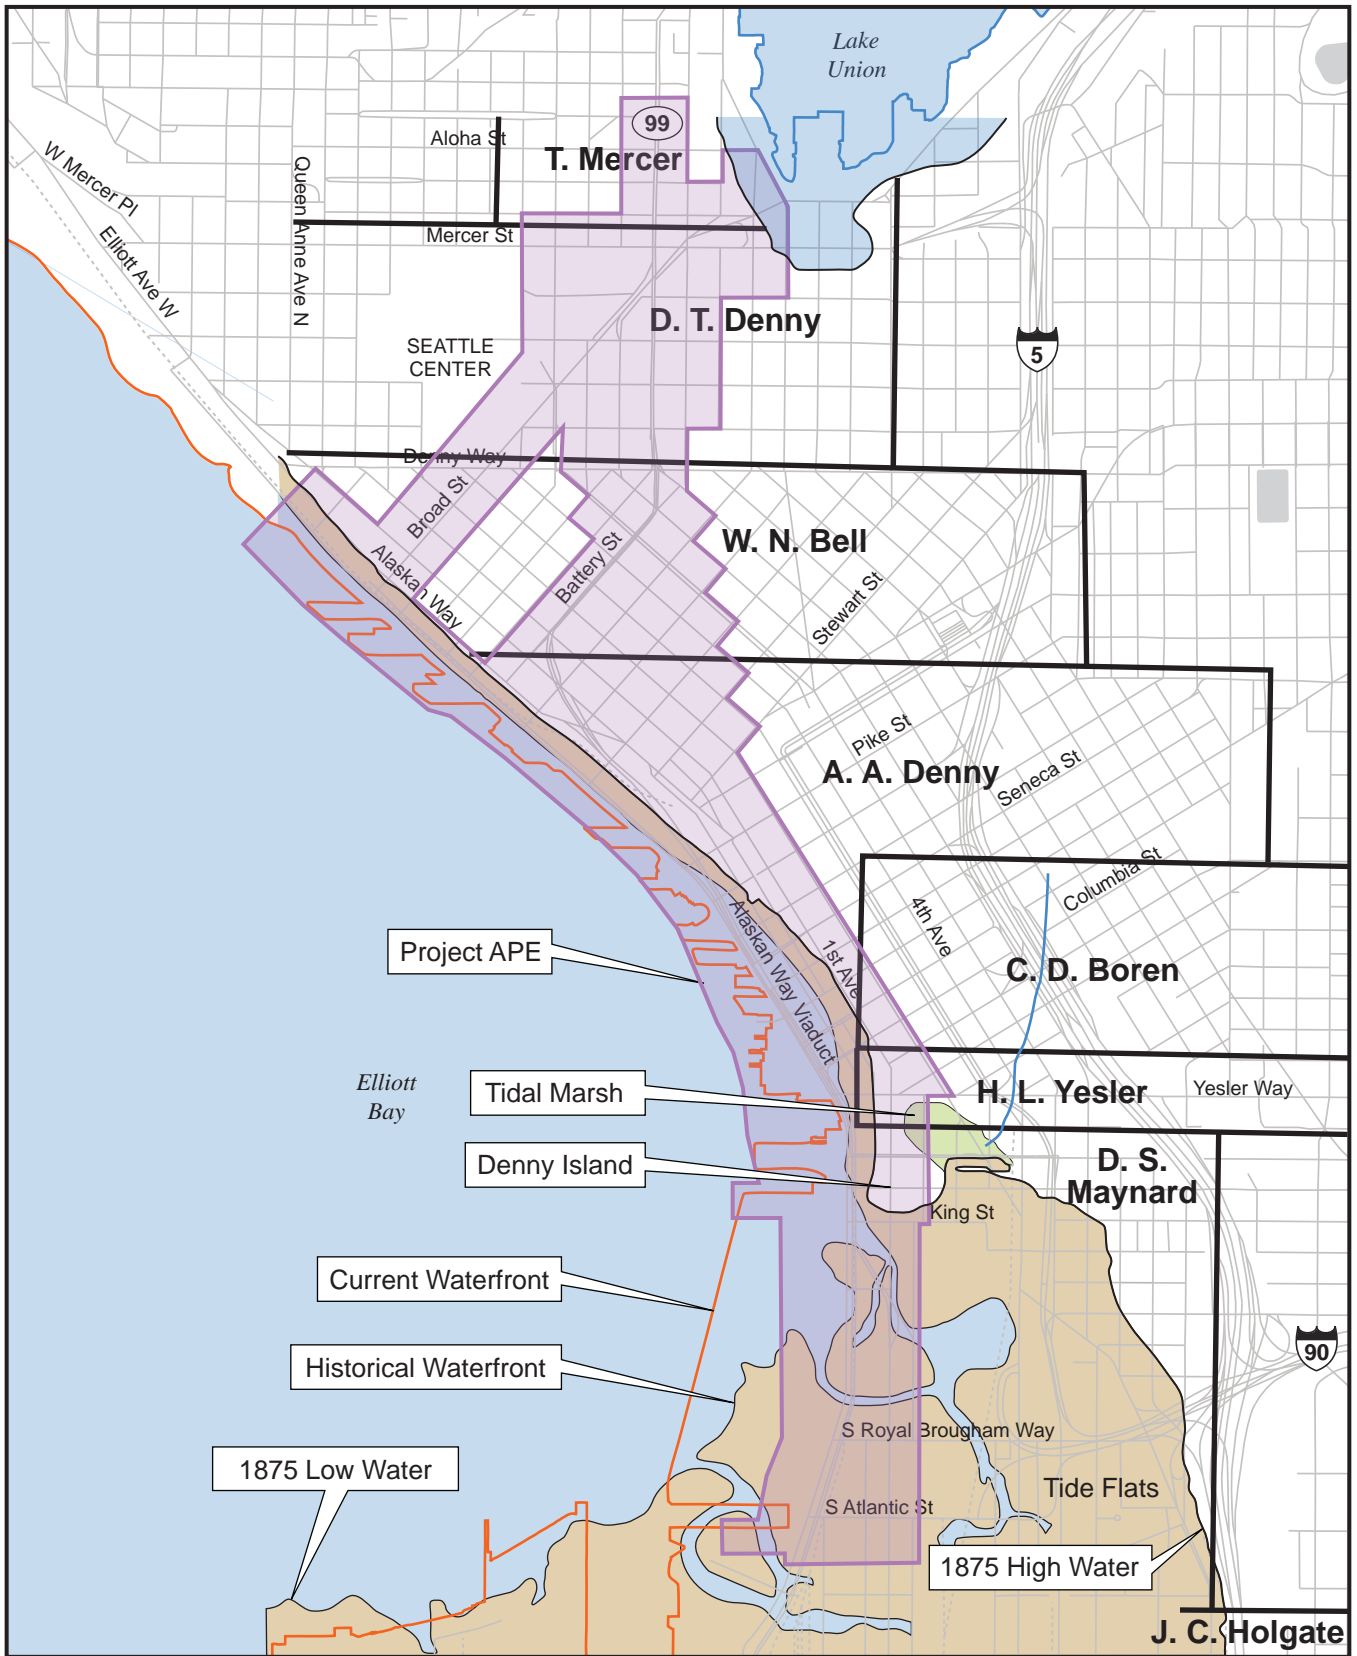 Lake
Union
99
Aloha St
T. Mercer
W Mercer Pl
Queen Anne Ave N
Mercer St
Elliott Ave W
D. T. Denny
SEATTLE
CENTER
5
Denny Way
Broad St
W. N. Bell
Alaskan Way
Battery St
Stewart St
Pike St
A. A. Denny
Seneca St
Columbia St
4th Ave
Project APE
Alaskan Way Viaduct
1st Ave
C. D. Boren
Elliott
Bay
Tidal Marsh
H. L. Yesler
Yesler Way
Denny Island
D. S.
Maynard
King St
Current Waterfront
Historical Waterfront
90
S Royal Brougham Way
1875 Low Water
Tide Flats
S Atlantic St
1875 High Water
J. C. Holgate